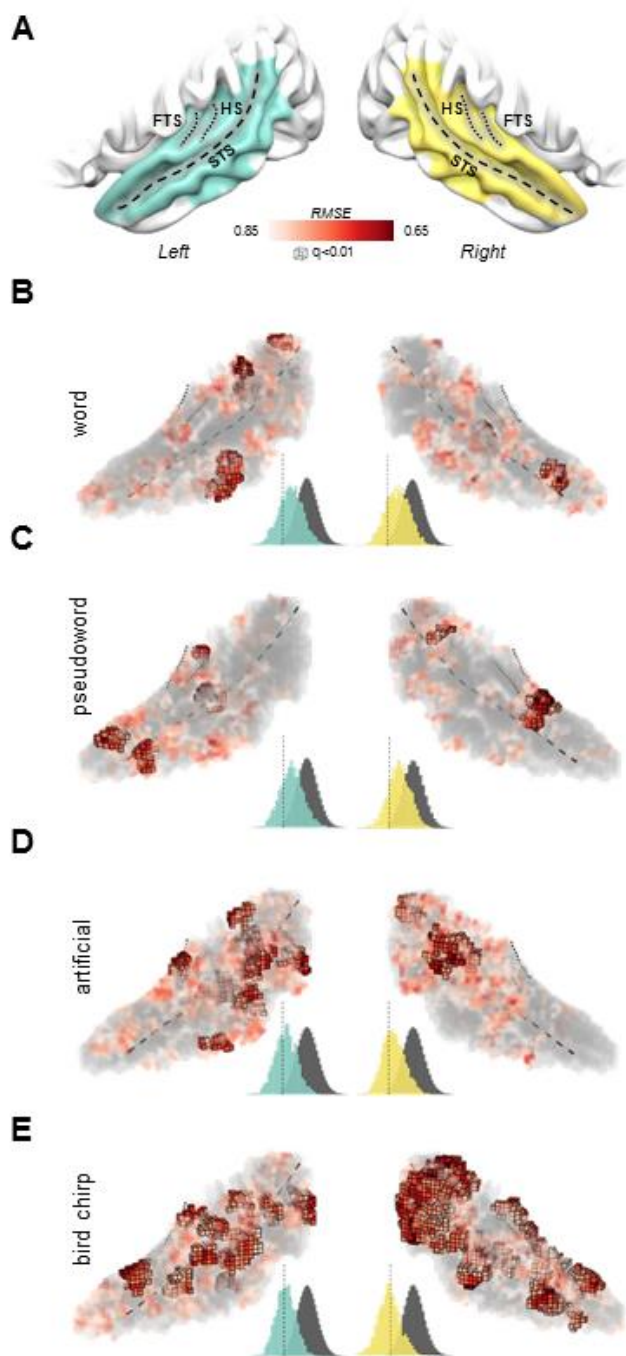 A
FTS
HS
STS
HS
FTS
STS
RMSE
0.85
0.65
Left
q<0.01
Right
B
word
C
pseudoword
D
artificial
E
bird chirp